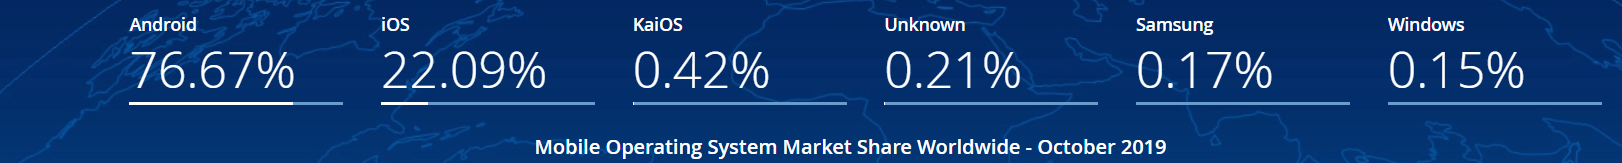 Android iOS KaiOS Unknown Samsung Windows
76.67% 22.09% 0.42% 0.21% 0.17% 0.15%
Mobile Operating System Market Share Worldwide - October 2019